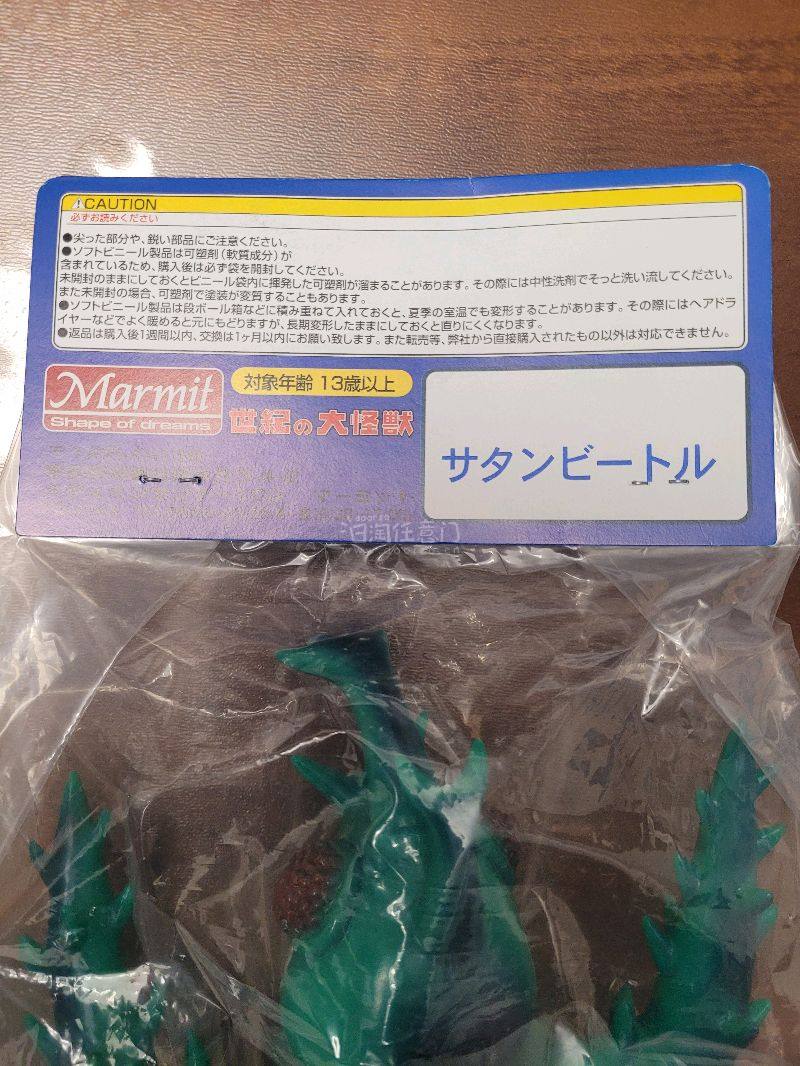 ⚠CAUTION
必ずお読みください
●尖った部分や、鋭い部品にご注意ください。
●ソフトビニール製品は可塑剤(軟質成分)が
含まれているため、購入後は必ず袋を開封してください。
未開封のままにしておくとビニール袋内に揮発した可塑剤が溜まることがあります。その際には中性洗剤でそっと洗い流してください。
また未開封の場合、可塑剤で塗装が変質することもあります。
●ソフトビニール製品は段ボール箱などに積み重ねて入れておくと、夏季の室温でも変形することがあります。その際にはヘアドラ
イヤーなどでよく暖めると元にもどりますが、長期変形したままにしておくと直りにくくなります。
●返品は購入後1週間以内、交換は1ヶ月以内にお願い致します。また転売等、弊社から直接購入されたもの以外は対応できません。
Marmit
Shape of dreams
対象年齢 13歳以上
世紀の大怪獣
サタンビートル
汩淘任意门